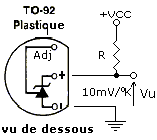 TO-92
Plastique
+VCC
Adj
R
+
10mV/°K
Vu
-
vu de dessous